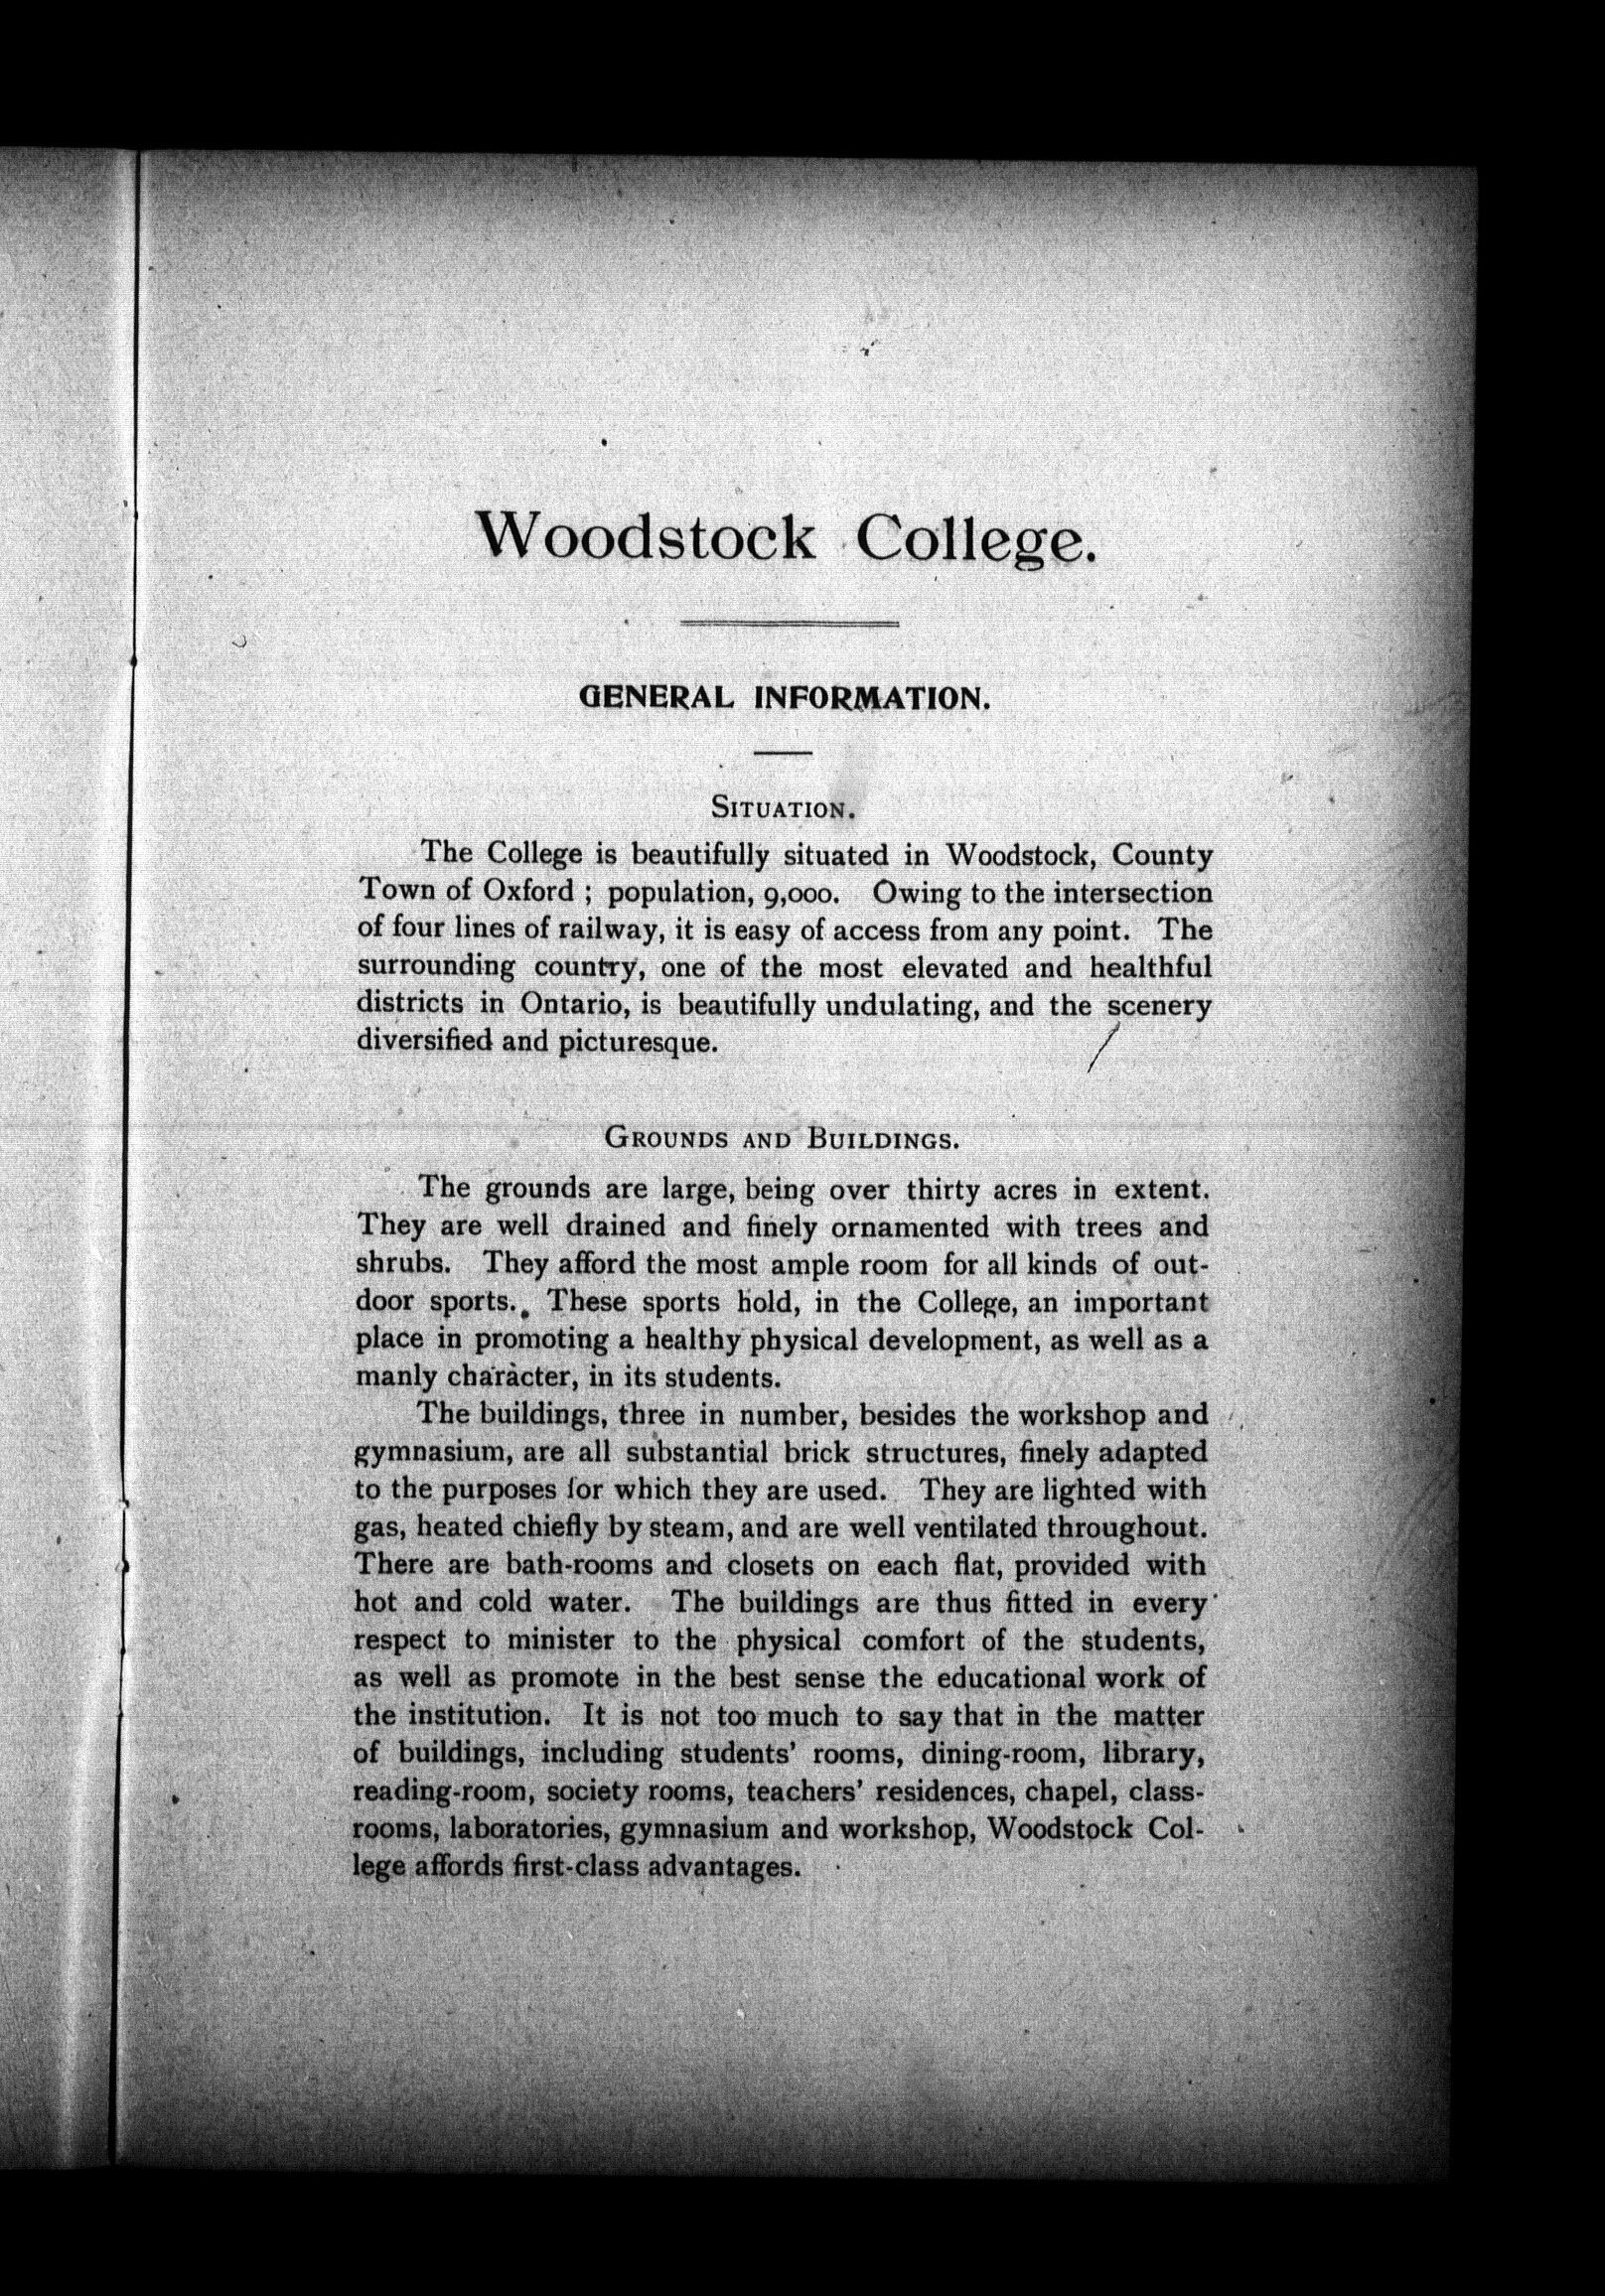 Woodstock College.
GENERAL INFORMATION.
SITUATION.
The College is beautifully situated in Woodstock, County
Town of Oxford ; population, 9,000. Owing to the intersection
of four lines of railway, it is easy of access from any point. The
surrounding country, one of the most elevated and healthful
districts in Ontario, is beautifully undulating, and the scenery
diversified and picturesque.
GROUNDS AND BUILDINGS.
The grounds are large, being over thirty acres in extent.
They are well drained and finely ornamented with trees and
shrubs. They afford the most ample room for all kinds of out-
door sports. These sports hold, in the College, an important
place in promoting a healthy physical development, as well as a
manly character, in its students.
The buildings, three in number, besides the workshop and
gymnasium, are all substantial brick structures, finely adapted
to the purposes for which they are used. They are lighted with
gas, heated chiefly by steam, and are well ventilated throughout.
There are bath-rooms and closets on each flat, provided with
hot and cold water. The buildings are thus fitted in every
respect to minister to the physical comfort of the students,
as well as promote in the best sense the educational work of
the institution. It is not too much to say that in the matter
of buildings, including students' rooms, dining-room, library,
reading-room, society rooms, teachers' residences, chapel, class-
rooms, laboratories, gymnasium and workshop, Woodstock Col-
lege affords first-class advantages.